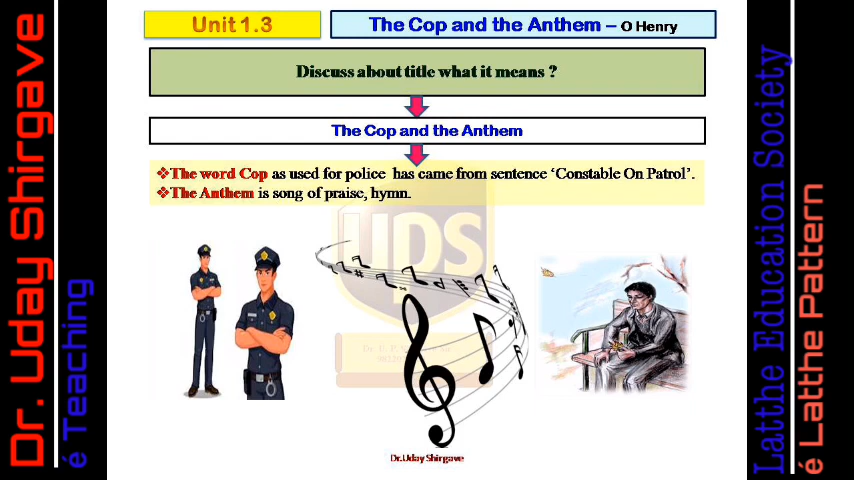 Unit 1.3
The Cop and the Anthem – O Henry
Discuss about title what it means ?
The Cop and the Anthem
❖The word Cop as used for police has came from sentence ‘Constable On Patrol’.
❖The Anthem is song of praise, hymn.
UPS
Dr.Uday Shirgave
Dr. Uday Shirgave
é Teaching
Latthe Education Society
é Latthe Pattern